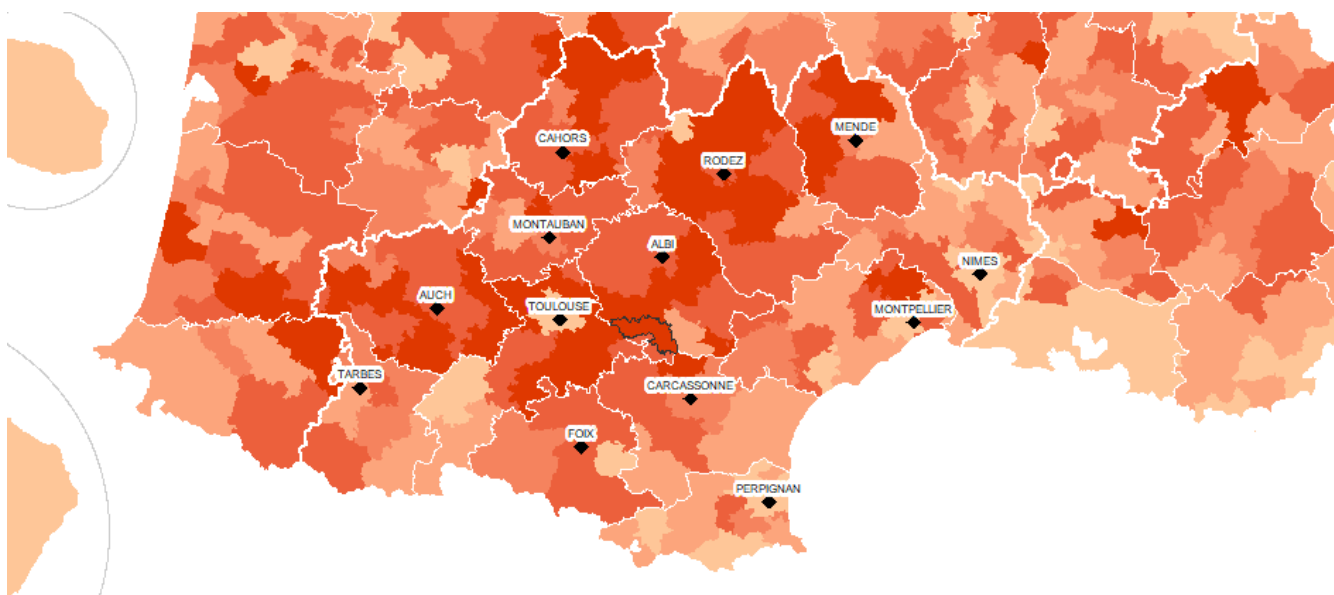 CAHORS
MENDE
RODEZ
MONTAUBAN
ALBI
NIMES
AUCH
TOULOUSE
MONTPELLIER
TARBES
CARCASSONNE
FOIX
PERPIGNAN